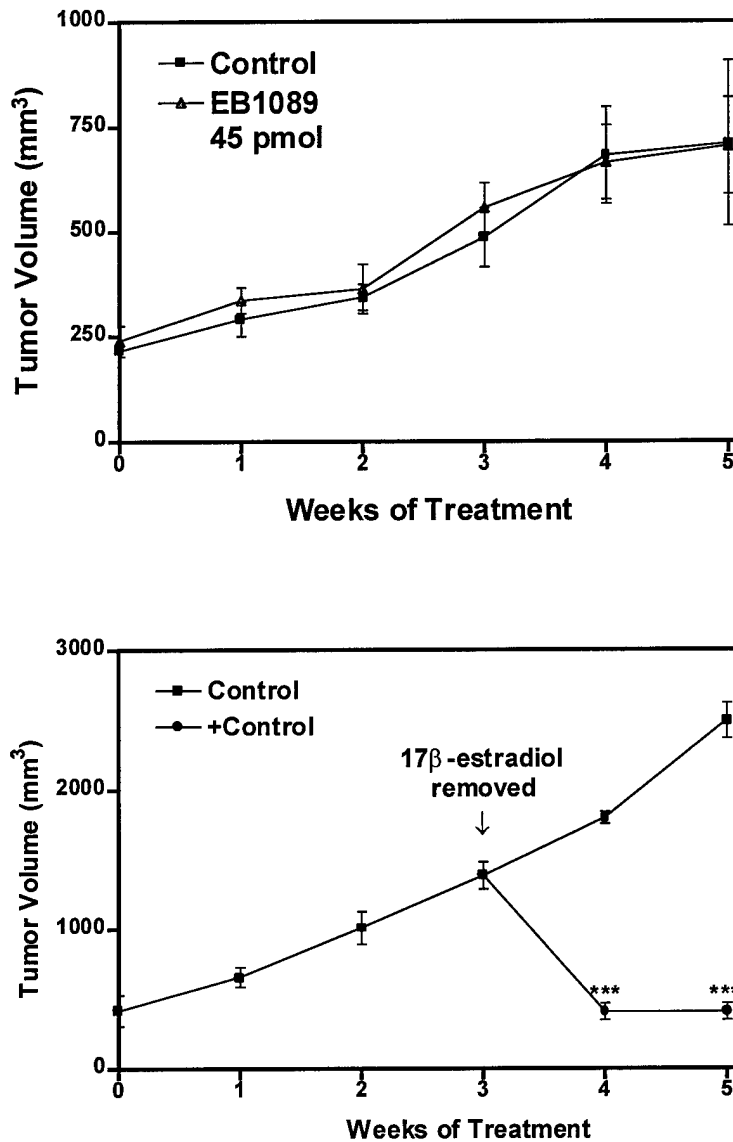 1000
750
500
250
0
Tumor Volume (mm³)
Control
EB1089
45 pmol
0 1 2 3 4 5
Weeks of Treatment
3000
2000
1000
0
Tumor Volume (mm³)
Control
+Control
17β-estradiol
removed
↓
*** ***
0 1 2 3 4 5
Weeks of Treatment